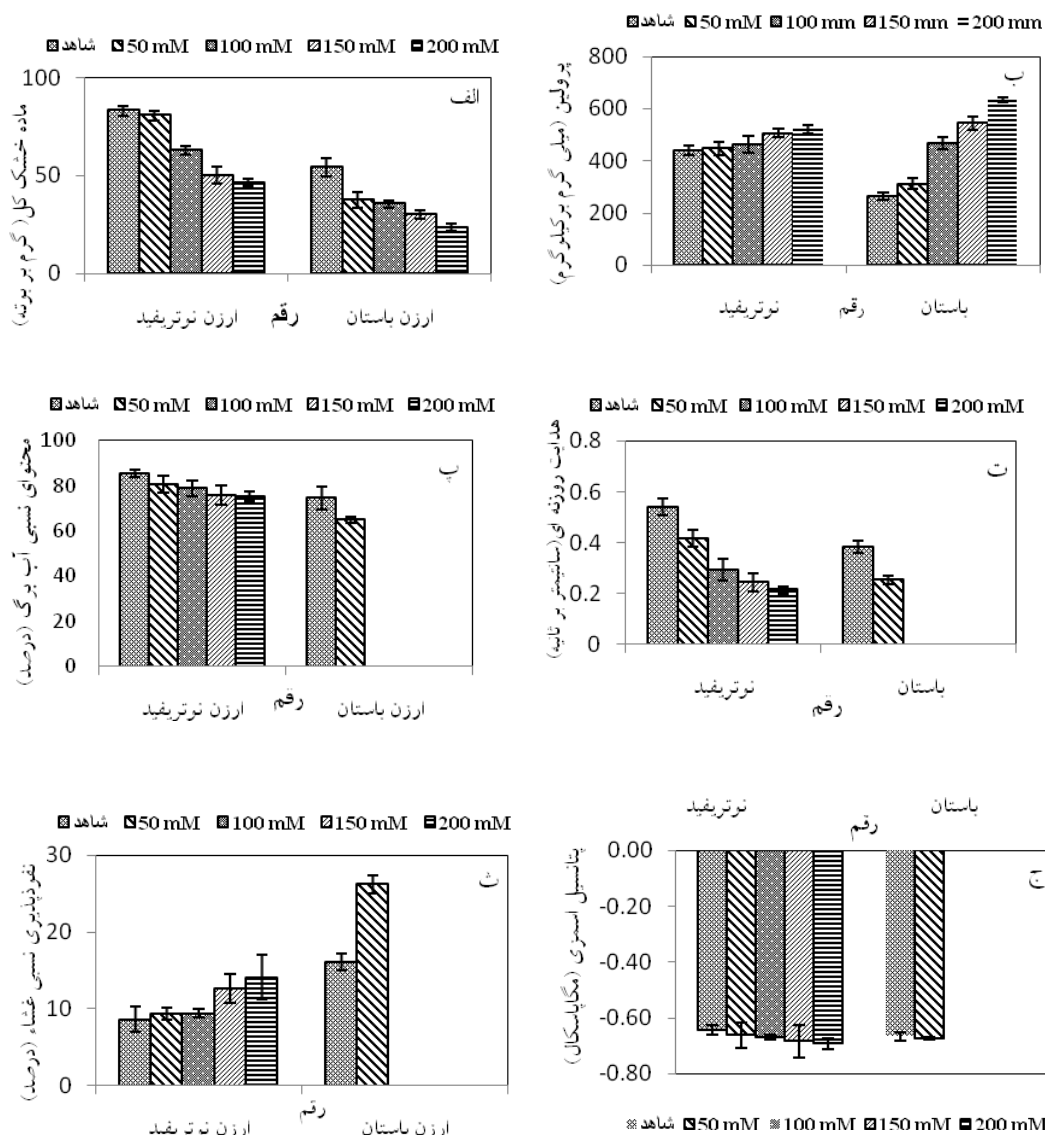 شاهد 50 mM 100 mM 150 mM 200 mM
الف
ماده خشک کل ( گرم بر بوته)
100
50
0
ارزن نوتریفید رقم ارزن باستان
شاهد 50 mM 100 mm 150 mm 200 mm
ب
پرولین (میلی گرم برکیلوگرم)
800
600
400
200
0
نوتریفید رقم باستان
شاهد 50 mM 100 mM 150 mM 200 mM
پ
محتوای نسبی آب برگ (درصد)
100
80
60
40
20
0
ارزن نوتریفید رقم ارزن باستان
شاهد 50 mM 100 mM 150 mM 200 mM
ت
هدایت روزنه ای (سانتیمتر بر ثانیه)
0.8
0.6
0.4
0.2
0
نوتریفید رقم باستان
شاهد 50 mM 100 mM 150 mM 200 mM
ث
نفوذپذیری نسبی غشاء (درصد)
30
20
10
0
ارزن نوتریفید رقم ارزن باستان
نوتریفید رقم باستان
ج
پتانسیل اسمزی (مگاپاسکال)
0.00
-0.20
-0.40
-0.60
-0.80
شاهد 50 mM 100 mM 150 mM 200 mM